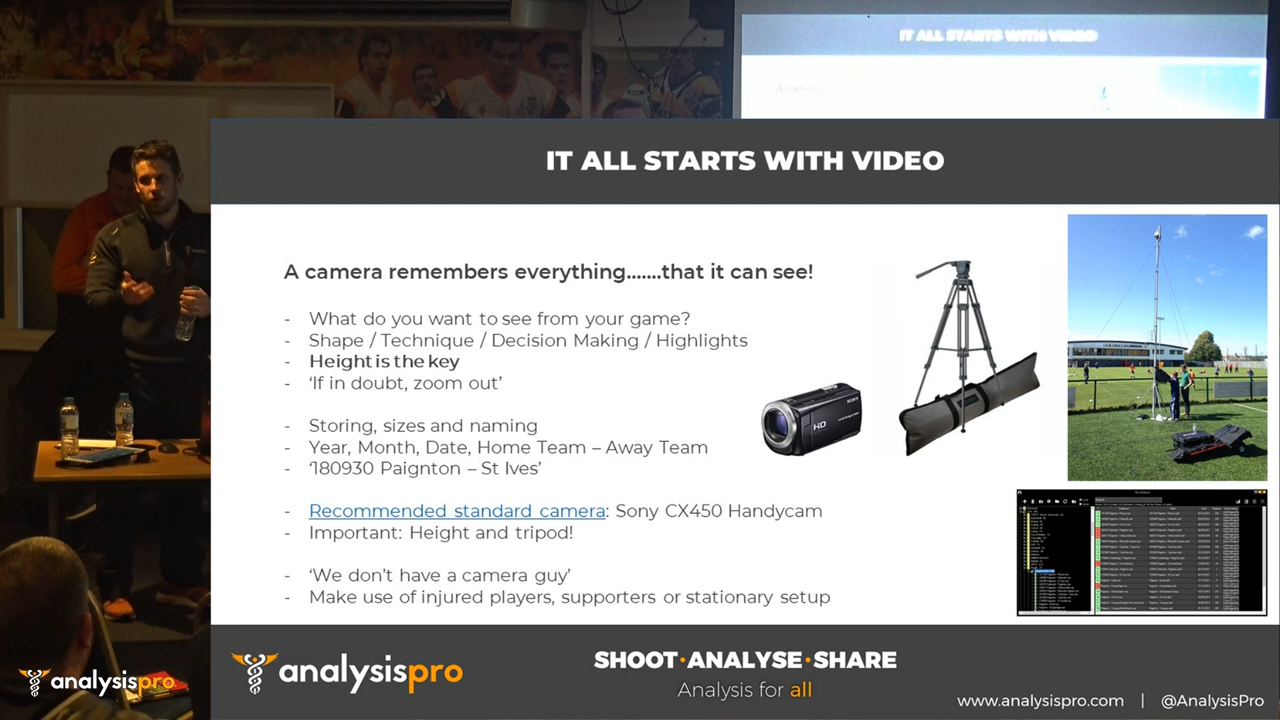 IT ALL STARTS WITH VIDEO
A camera
IT ALL STARTS WITH VIDEO
A camera remembers everything.......that it can see!
- What do you want to see from your game?
- Shape / Technique / Decision Making / Highlights
- Height is the key
- ‘If in doubt, zoom out’
- Storing, sizes and naming
- Year, Month, Date, Home Team – Away Team
- ‘180930 Paignton – St Ives’
- Recommended standard camera: Sony CX450 Handycam
- Important: Height and tripod!
- ‘We don’t have a camera guy’
- Make use of injured players, supporters or stationary setup
SONY
HD
analysispro
analysispro
SHOOT·ANALYSE·SHARE
Analysis for all
www.analysispro.com | @AnalysisPro